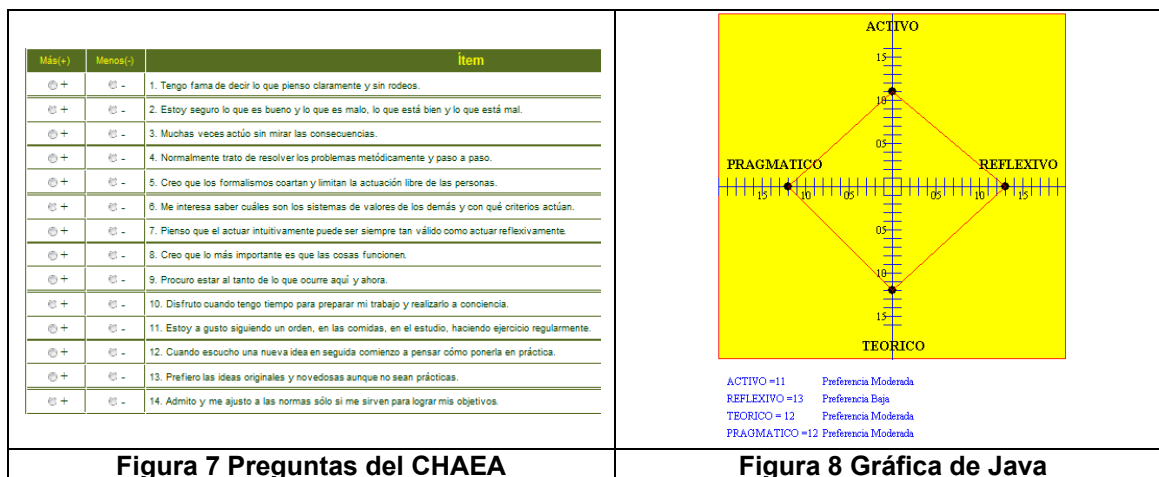 Más(+) Menos(-) Ítem
+ - 1. Tengo fama de decir lo que pienso claramente y sin rodeos.
+ - 2. Estoy seguro lo que es bueno y lo que es malo, lo que está bien y lo que está mal.
+ - 3. Muchas veces actúo sin mirar las consecuencias.
+ - 4. Normalmente trato de resolver los problemas metódicamente y paso a paso.
+ - 5. Creo que los formalismos coartan y limitan la actuación libre de las personas.
+ - 6. Me interesa saber cuáles son los sistemas de valores de los demás y con qué criterios actúan.
+ - 7. Pienso que el actuar intuitivamente puede ser siempre tan válido como actuar reflexivamente.
+ - 8. Creo que lo más importante es que las cosas funcionen.
+ - 9. Procuro estar al tanto de lo que ocurre aquí y ahora.
+ - 10. Disfruto cuando tengo tiempo para preparar mi trabajo y realizarlo a conciencia.
+ - 11. Estoy a gusto siguiendo un orden, en las comidas, en el estudio, haciendo ejercicio regularmente.
+ - 12. Cuando escucho una nueva idea en seguida comienzo a pensar cómo ponerla en práctica.
+ - 13. Prefiero las ideas originales y novedosas aunque no sean prácticas.
+ - 14. Admito y me ajusto a las normas sólo si me sirven para lograr mis objetivos.
Figura 7 Preguntas del CHAEA
ACTIVO
15
10
05
PRAGMATICO REFLEXIVO
15 10 05 05 10 15
05
10
15
TEORICO
ACTIVO =11 Preferencia Moderada
REFLEXIVO =13 Preferencia Baja
TEORICO = 12 Preferencia Moderada
PRAGMATICO =12 Preferencia Moderada
Figura 8 Gráfica de Java